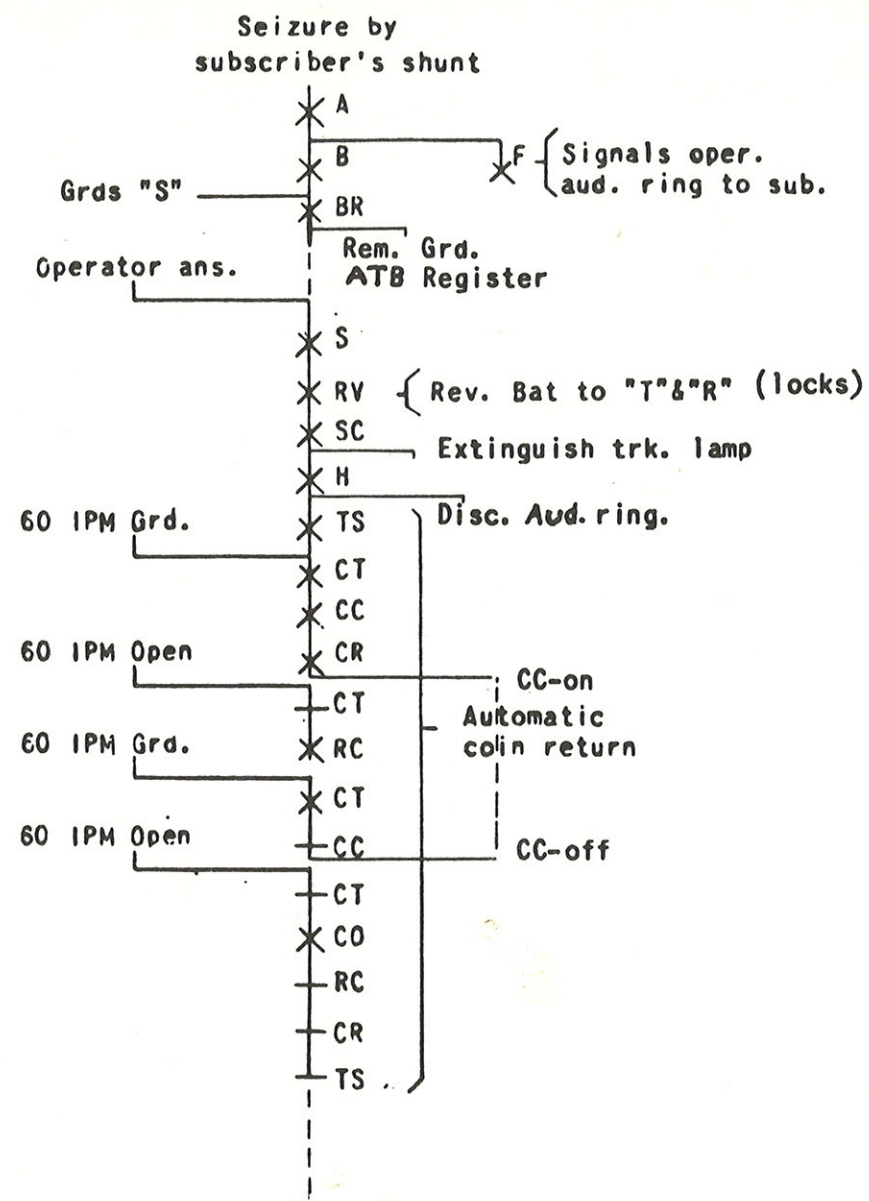 Seizure by
subscriber's shunt
A
B
F
Signals oper.
aud. ring to sub.
Grds "S"
BR
Rem. Grd.
ATB Register
Operator ans.
S
RV
Rev. Bat to "T"&"R" (locks)
SC
Extinguish trk. lamp
H
Disc. Aud. ring.
60 IPM Grd.
TS
CT
CC
60 IPM Open
CR
CC-on
CT
Automatic
coin return
60 IPM Grd.
RC
CT
60 IPM Open
CC
CC-off
CT
CO
RC
CR
TS